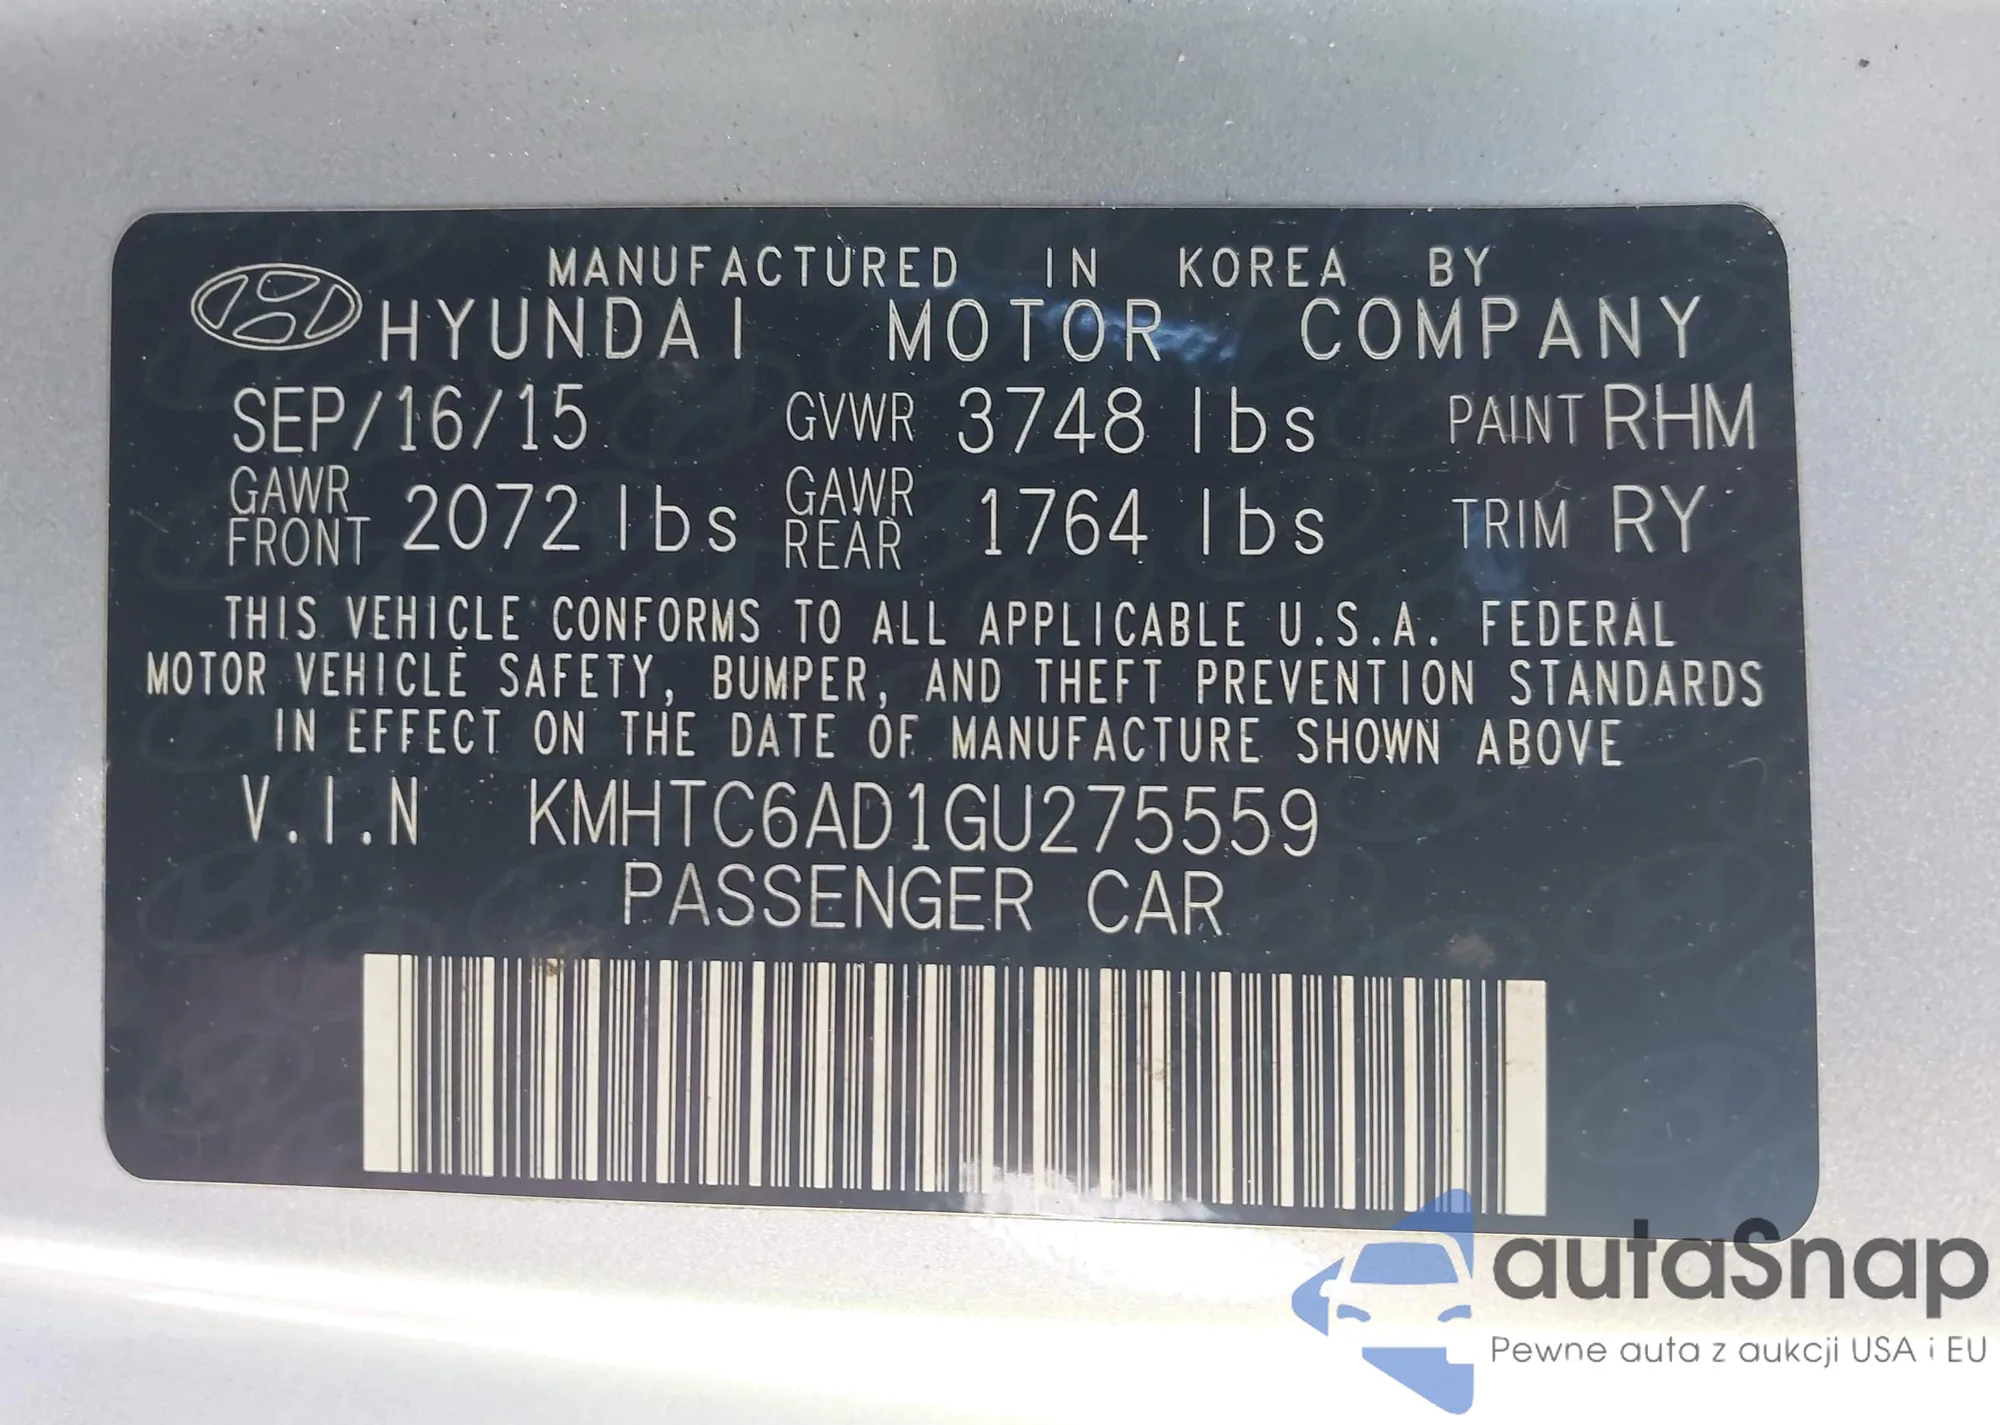 MANUFACTURED IN KOREA BY
HYUNDAI MOTOR COMPANY
SEP/16/15 GVWR 3748 lbs PAINT RHM
GAWR FRONT 2072 lbs GAWR REAR 1764 lbs TRIM RY
THIS VEHICLE CONFORMS TO ALL APPLICABLE U.S.A. FEDERAL
MOTOR VEHICLE SAFETY, BUMPER, AND THEFT PREVENTION STANDARDS
IN EFFECT ON THE DATE OF MANUFACTURE SHOWN ABOVE
V.I.N KMHTC6AD1GU275559
PASSENGER CAR
autaSnap
Pewne auta z aukcji USA i EU